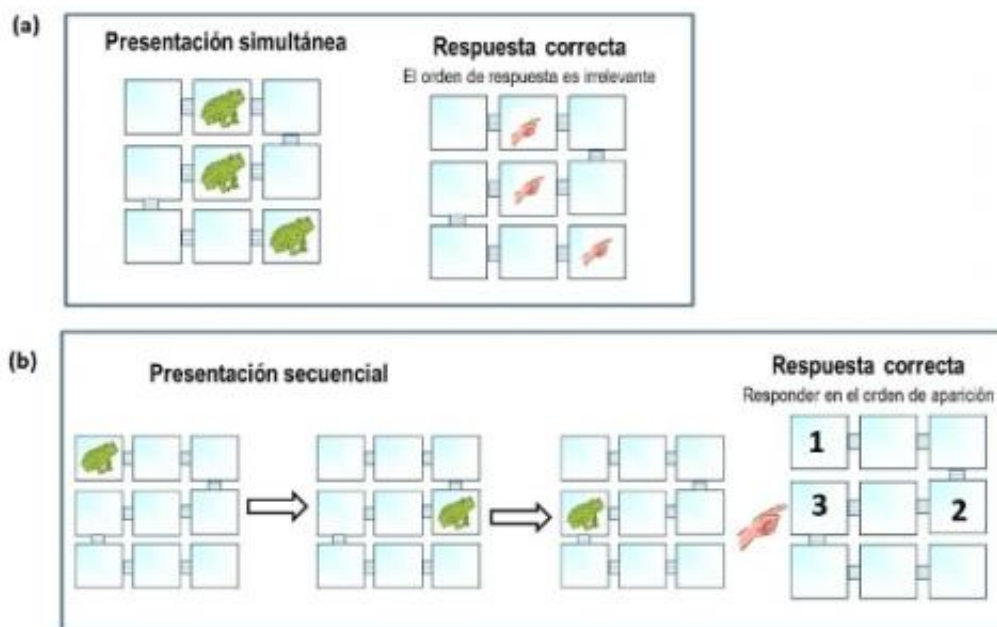 (a)
Presentación simultánea
Respuesta correcta
El orden de respuesta es irrelevante
(b)
Presentación secuencial
Respuesta correcta
Responder en el orden de aparición
1
3
2